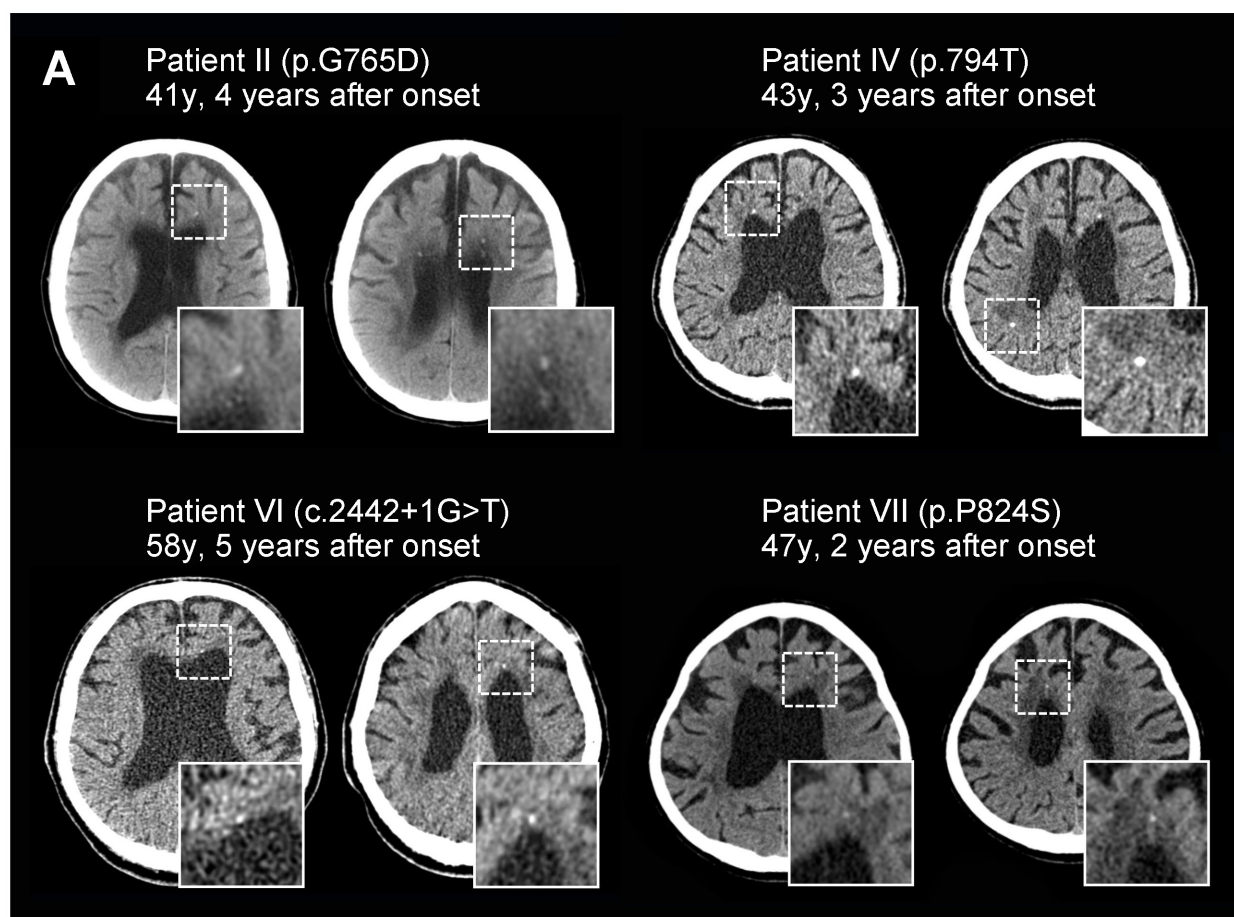 A
Patient II (p.G765D)
41y, 4 years after onset
Patient IV (p.794T)
43y, 3 years after onset
Patient VI (c.2442+1G>T)
58y, 5 years after onset
Patient VII (p.P824S)
47y, 2 years after onset